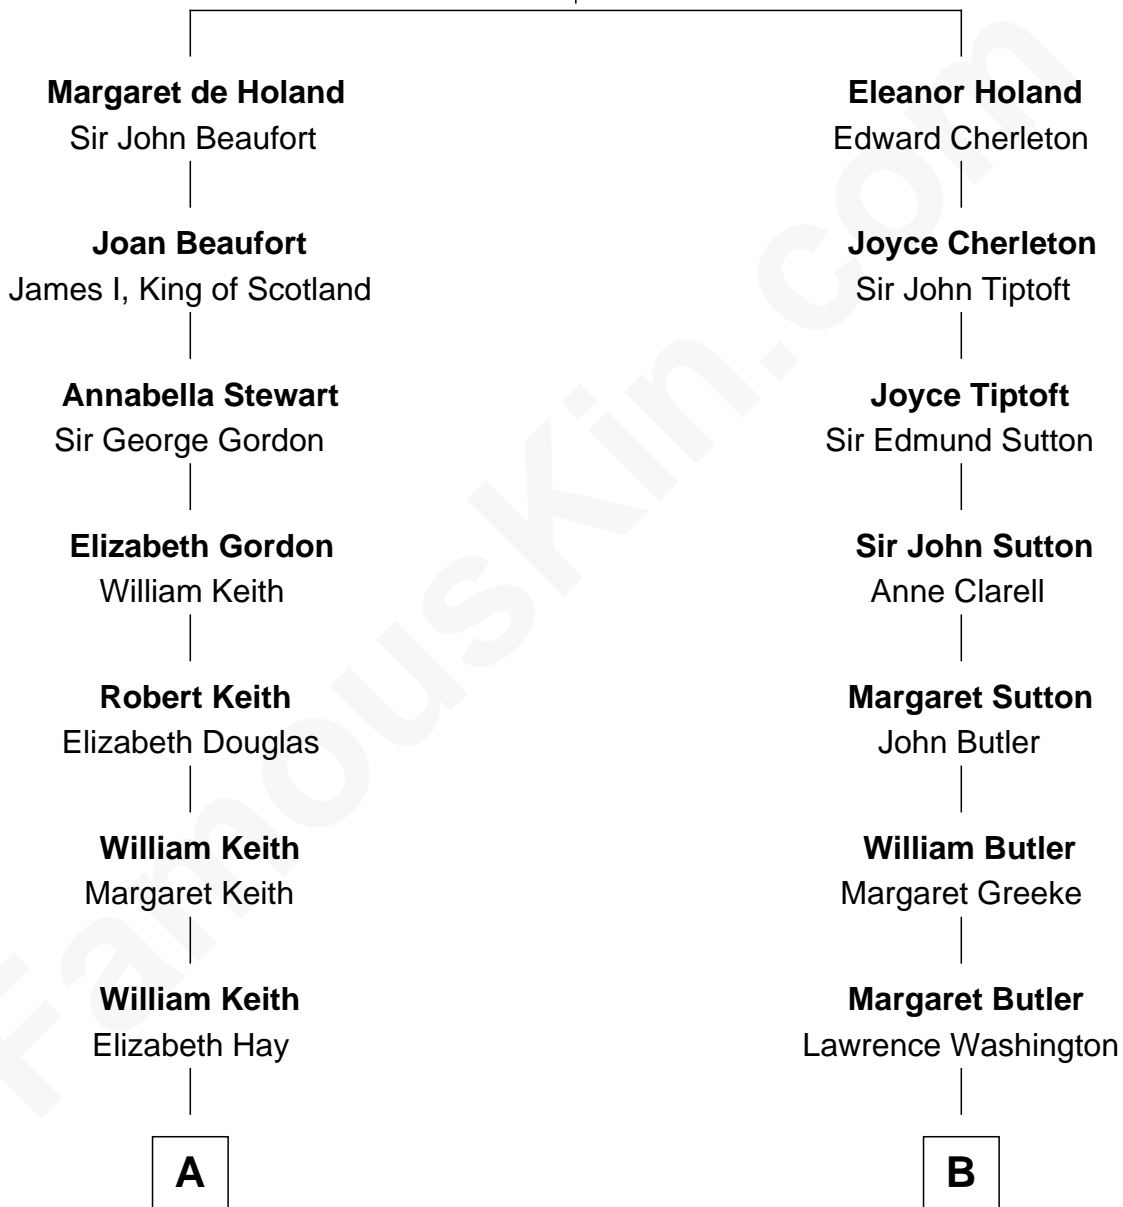 Margaret de Holand
Sir John Beaufort
Joan Beaufort
James I, King of Scotland
Annabella Stewart
Sir George Gordon
Elizabeth Gordon
William Keith
Robert Keith
Elizabeth Douglas
William Keith
Margaret Keith
William Keith
Elizabeth Hay
A
Eleanor Holand
Edward Cherleton
Joyce Cherleton
Sir John Tiptoft
Joyce Tiptoft
Sir Edmund Sutton
Sir John Sutton
Anne Clarell
Margaret Sutton
John Butler
William Butler
Margaret Greeke
Margaret Butler
Lawrence Washington
B
FamousKin.com